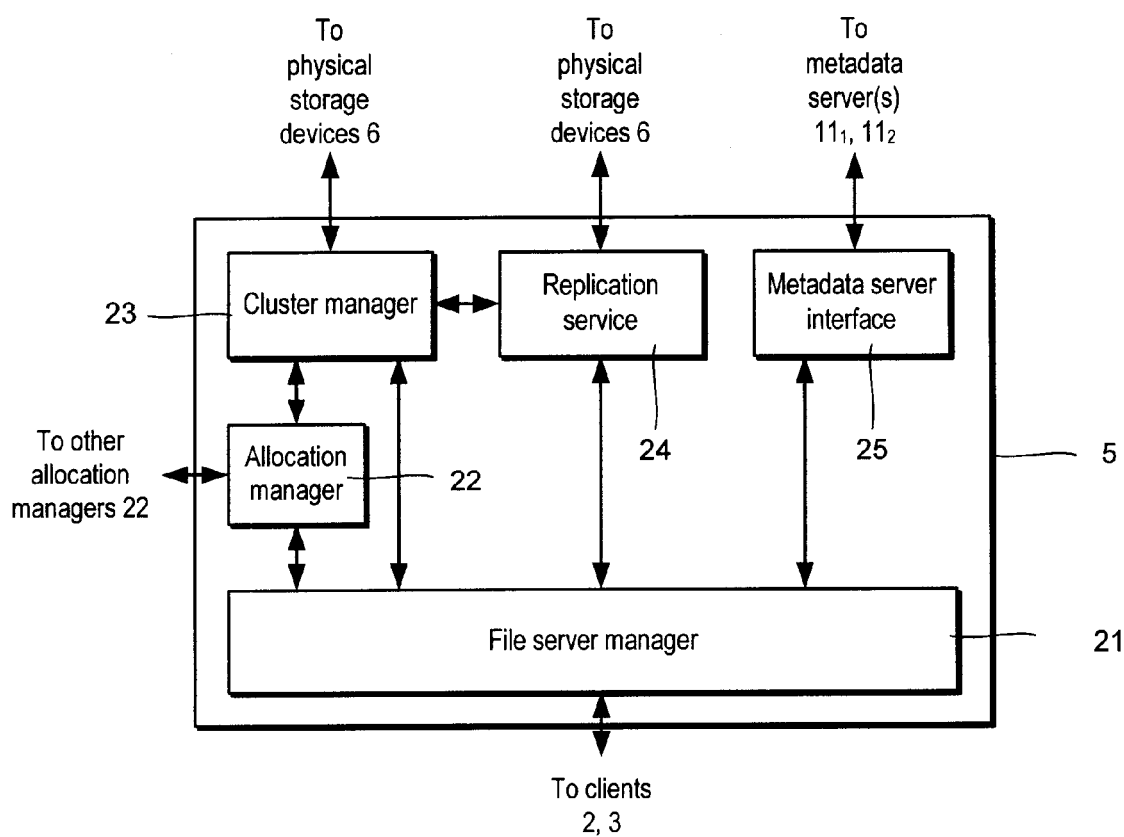 To
physical
storage
devices 6
To
physical
storage
devices 6
To
metadata
server(s)
11₁, 11₂
Cluster manager
Replication
service
Metadata server
interface
23
24
25
To other
allocation
managers 22
Allocation
manager
22
5
File server manager
21
To clients
2, 3